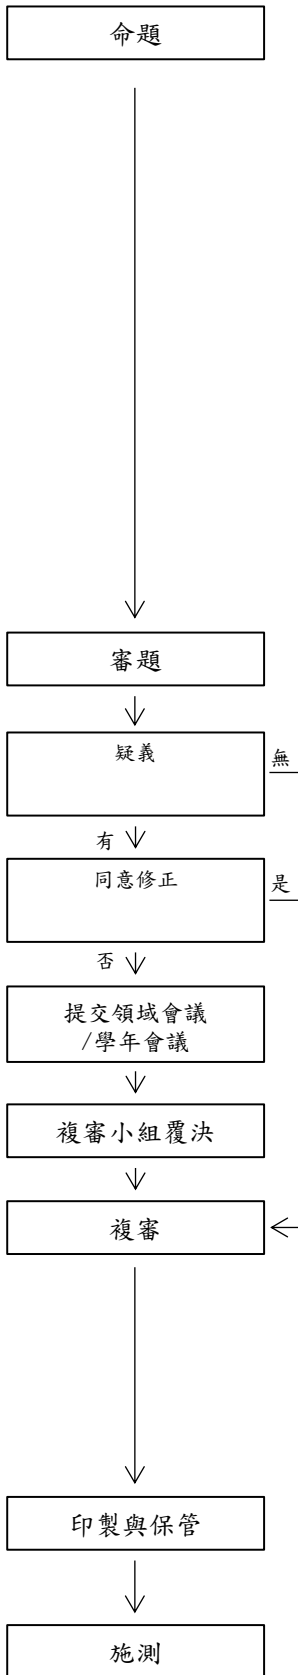 命題
審題
疑義
無
有
同意修正
是
否
提交領域會議
/學年會議
複審小組覆決
複審
印製與保管
施測